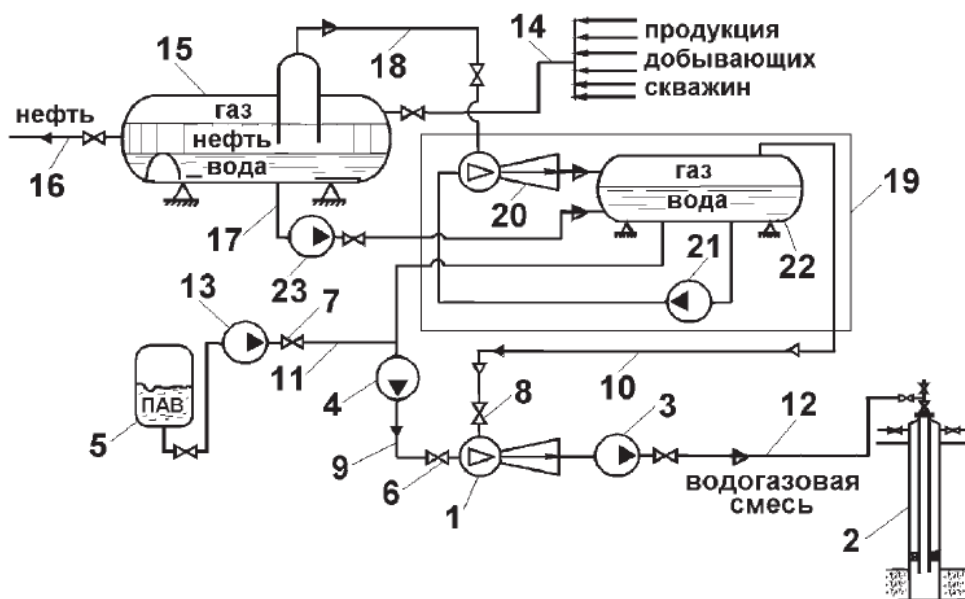 14
продукция
15
18
добывающих
скважин
газ
нефть
нефть
вода
16
17
газ
вода
19
20
21
22
23
13
7
11
4
8
10
3
12
ПАВ
5
9
6
1
водогазовая
смесь
2